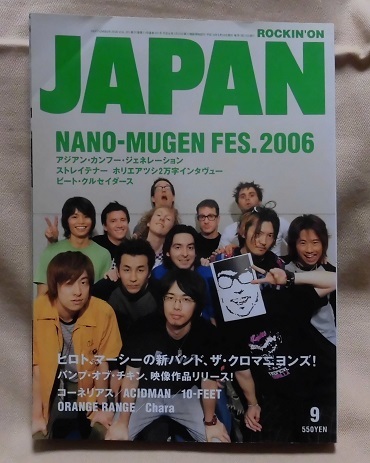 ROCKIN'ON
JAPAN
NANO-MUGEN FES. 2006
アジアン・カンフー・ジェネレーション
ストレイテナー ホリエアツシ2万字インタヴュー
ビート・クルセイダース
ヒロト、マーシーの新バンド、ザ・クロマニヨンズ!
バンプ・オブ・チキン、映像作品リリース!
コーネリアス/ACIDMAN/10-FEET
ORANGE RANGE/Chara
9
550YEN